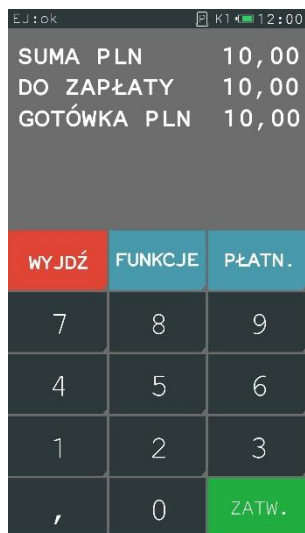 EJ:ok P K1 12:00
SUMA PLN 10,00
DO ZAPŁATY 10,00
GOTÓWKA PLN 10,00
WYJDŹ FUNKCJE PŁATN.
7 8 9
4 5 6
1 2 3
, 0 ZATW.